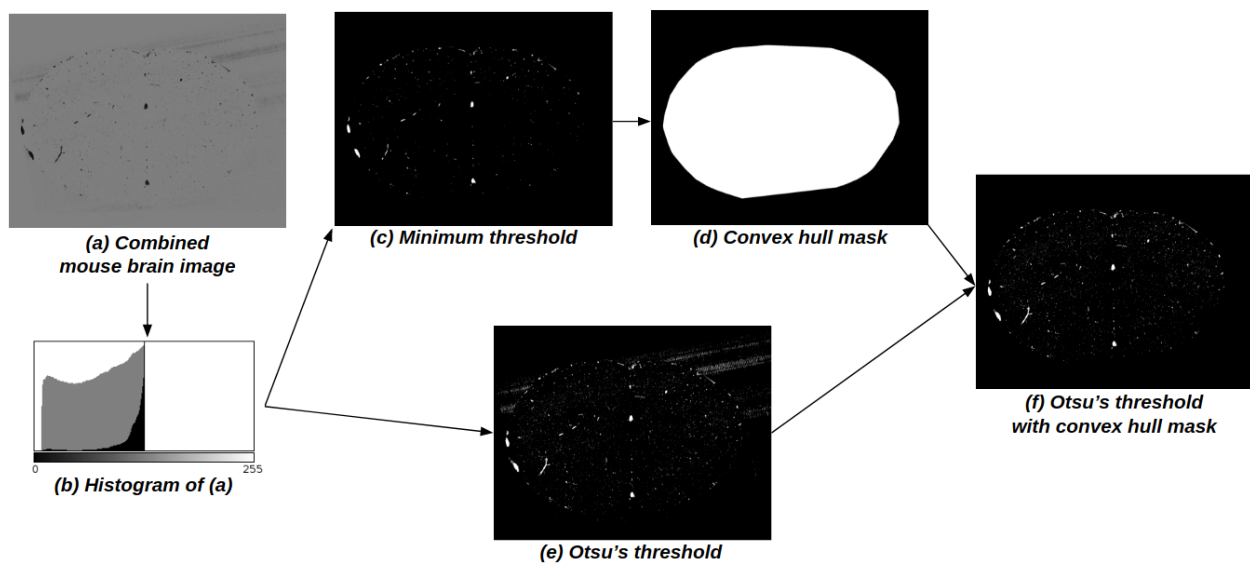 (a) Combined
mouse brain image
(c) Minimum threshold
(d) Convex hull mask
0
255
(b) Histogram of (a)
(e) Otsu's threshold
(f) Otsu's threshold
with convex hull mask